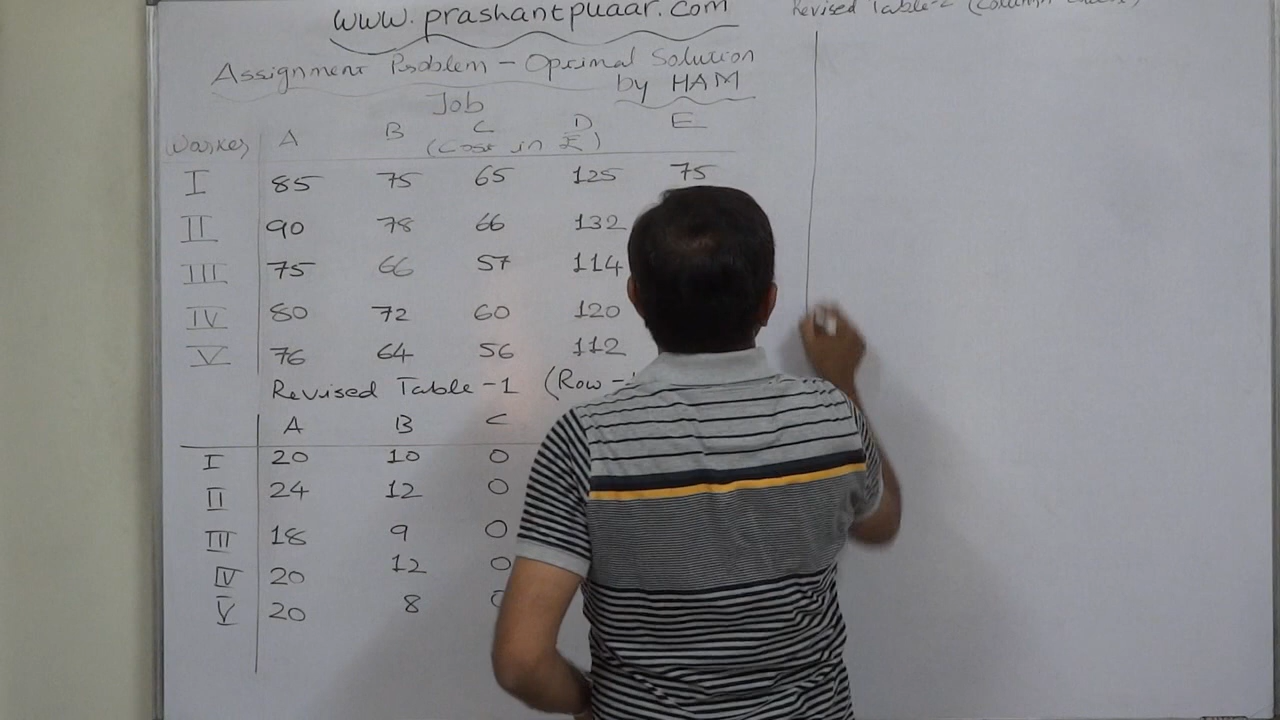 www.prashantpuaar.com
Revised Table-2 (Column
Assignment Problem - Optimal Solution
by HAM
Job
Worker A B C D E
(Cost in £)
I 85 75 65 125 75
II 90 78 66 132
III 75 66 57 114
IV 80 72 60 120
V 76 64 56 112
Revised Table -1 (Row -
A B C
I 20 10 0
II 24 12 0
III 18 9 0
IV 20 12 0
V 20 8